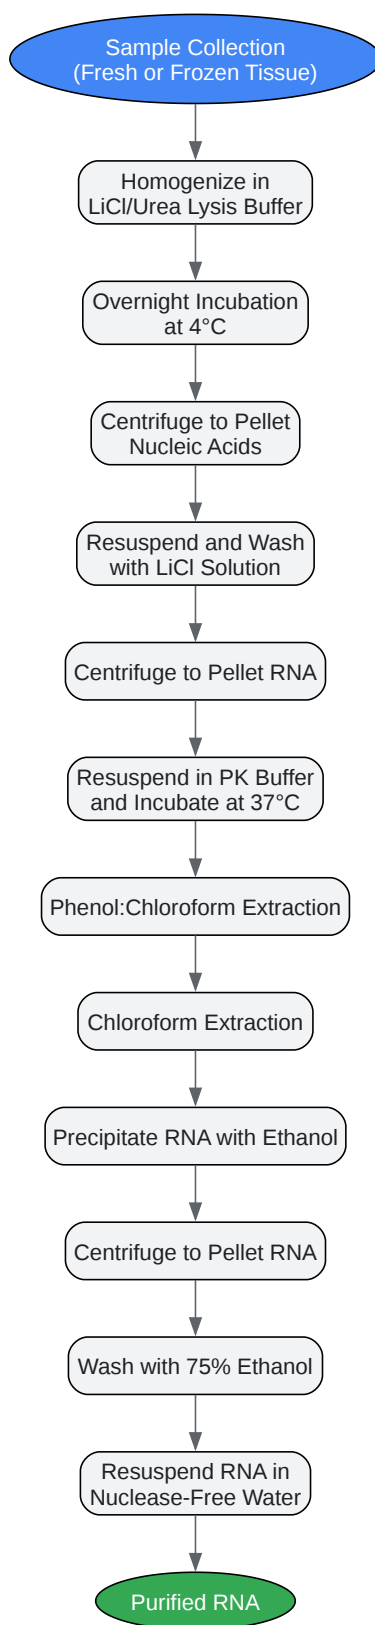 Sample Collection
(Fresh or Frozen Tissue)
Homogenize in
LiCl/Urea Lysis Buffer
Overnight Incubation
at 4°C
Centrifuge to Pellet
Nucleic Acids
Resuspend and Wash
with LiCl Solution
Centrifuge to Pellet RNA
Resuspend in PK Buffer
and Incubate at 37°C
Phenol:Chloroform Extraction
Chloroform Extraction
Precipitate RNA with Ethanol
Centrifuge to Pellet RNA
Wash with 75% Ethanol
Resuspend RNA in
Nuclease-Free Water
Purified RNA